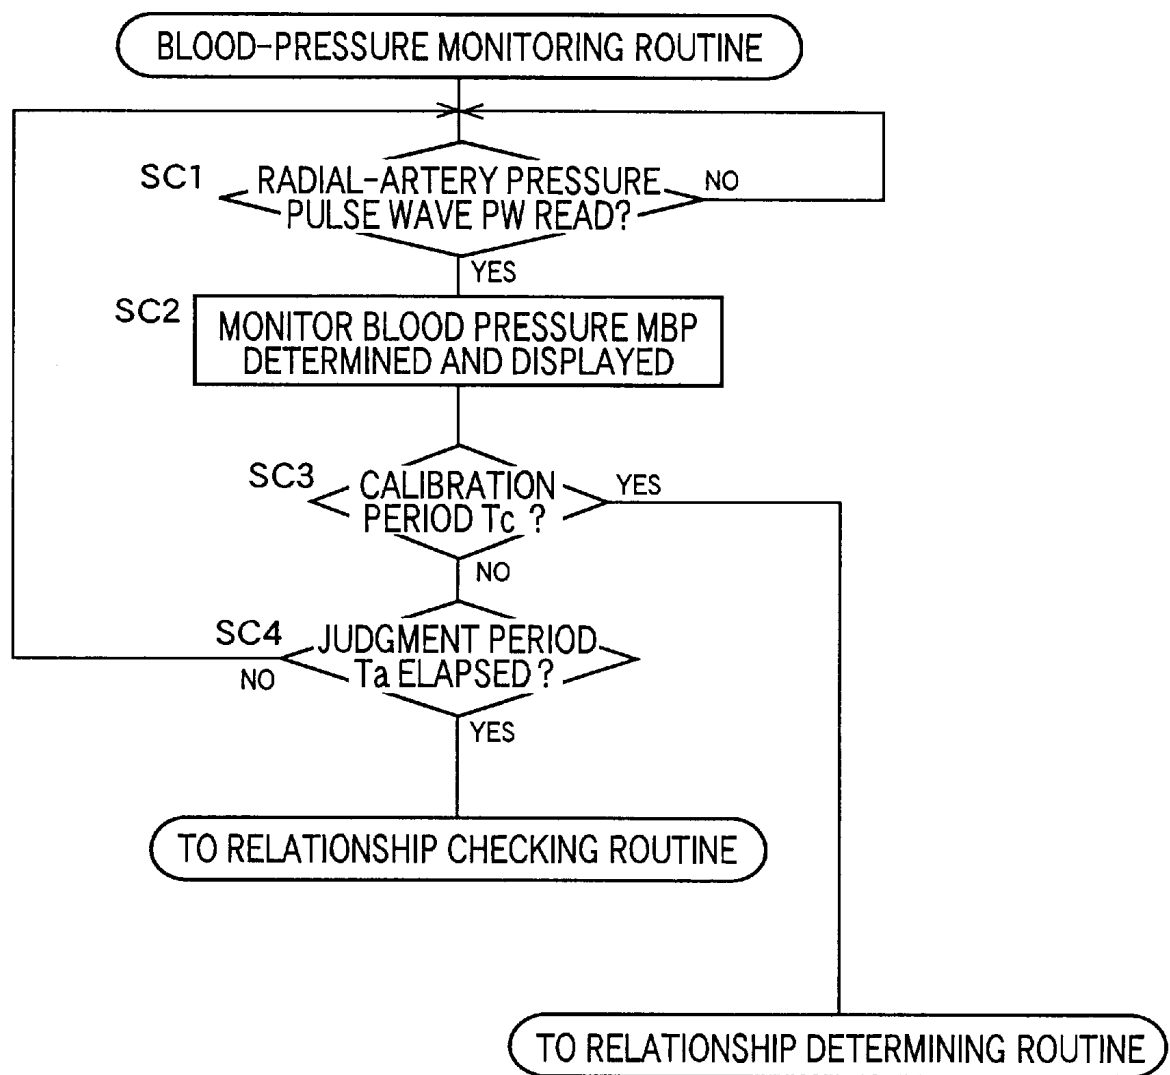 BLOOD-PRESSURE MONITORING ROUTINE
SC1
RADIAL-ARTERY PRESSURE
PULSE WAVE PW READ?
NO
YES
SC2
MONITOR BLOOD PRESSURE MBP
DETERMINED AND DISPLAYED
SC3
CALIBRATION
PERIOD Tc ?
YES
NO
SC4
JUDGMENT PERIOD
Ta ELAPSED ?
NO
YES
TO RELATIONSHIP CHECKING ROUTINE
TO RELATIONSHIP DETERMINING ROUTINE